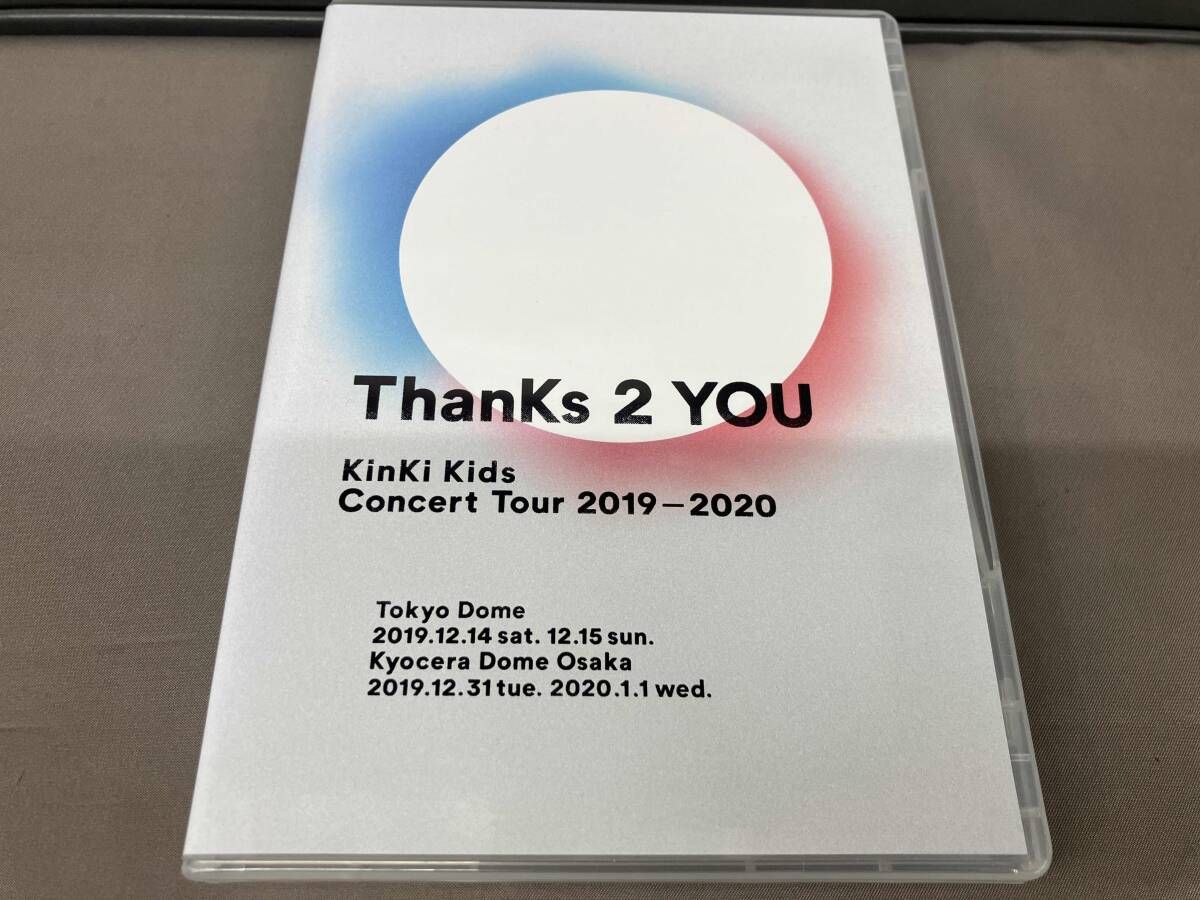 ThanKs 2 YOU
KinKi Kids
Concert Tour 2019–2020
Tokyo Dome
2019.12.14 sat. 12.15 sun.
Kyocera Dome Osaka
2019.12.31 tue. 2020.1.1 wed.